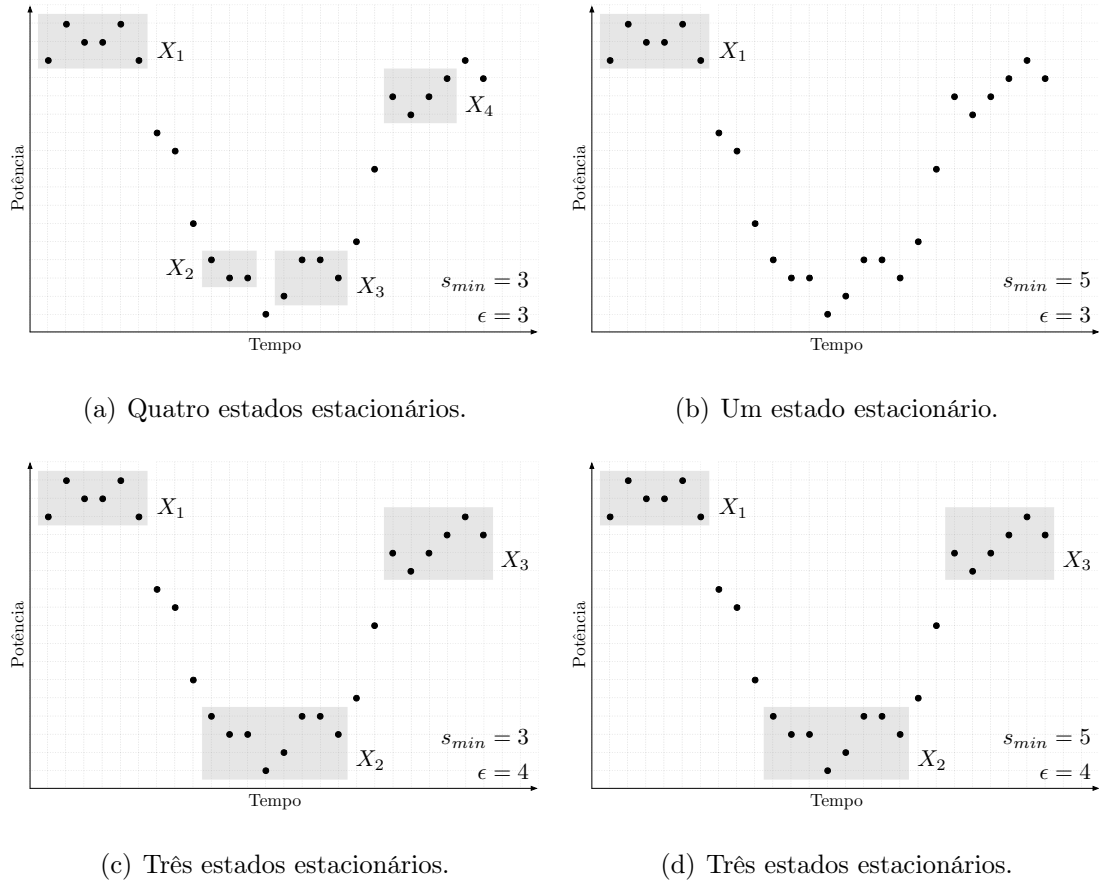 X1
X4
X2
X3
s_min = 3
ϵ = 3
Potência
Tempo
(a) Quatro estados estacionários.
X1
s_min = 5
ϵ = 3
Potência
Tempo
(b) Um estado estacionário.
X1
X3
X2
s_min = 3
ϵ = 4
Potência
Tempo
(c) Três estados estacionários.
X1
X3
X2
s_min = 5
ϵ = 4
Potência
Tempo
(d) Três estados estacionários.